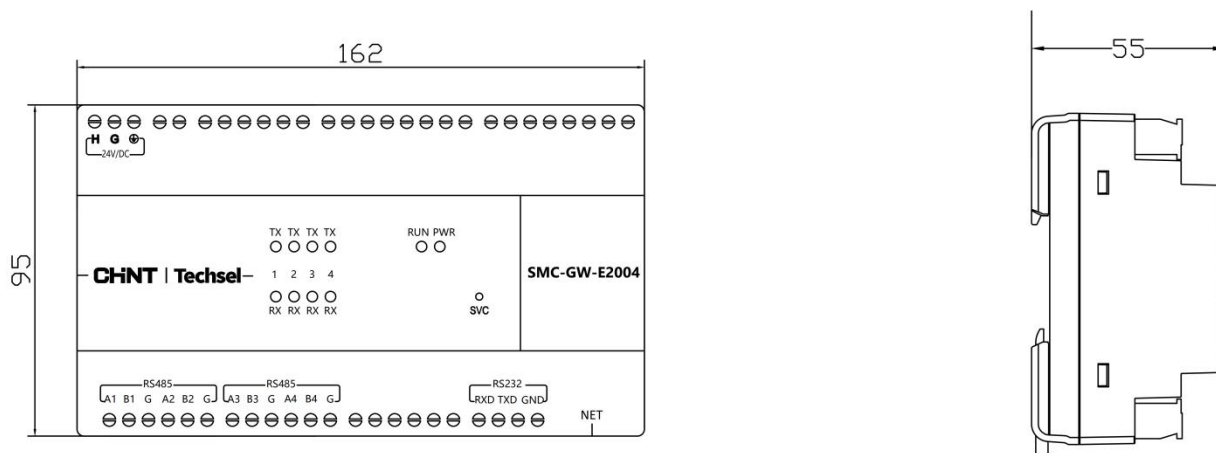 162
55
95
H G
24V/DC
TX TX TX TX
RUN PWR
CHiNT | Techsel
1 2 3 4
SMC-GW-E2004
RX RX RX RX
SVC
RS485 RS485 RS232
A1 B1 G A2 B2 G A3 B3 G A4 B4 G RXD TXD GND
NET